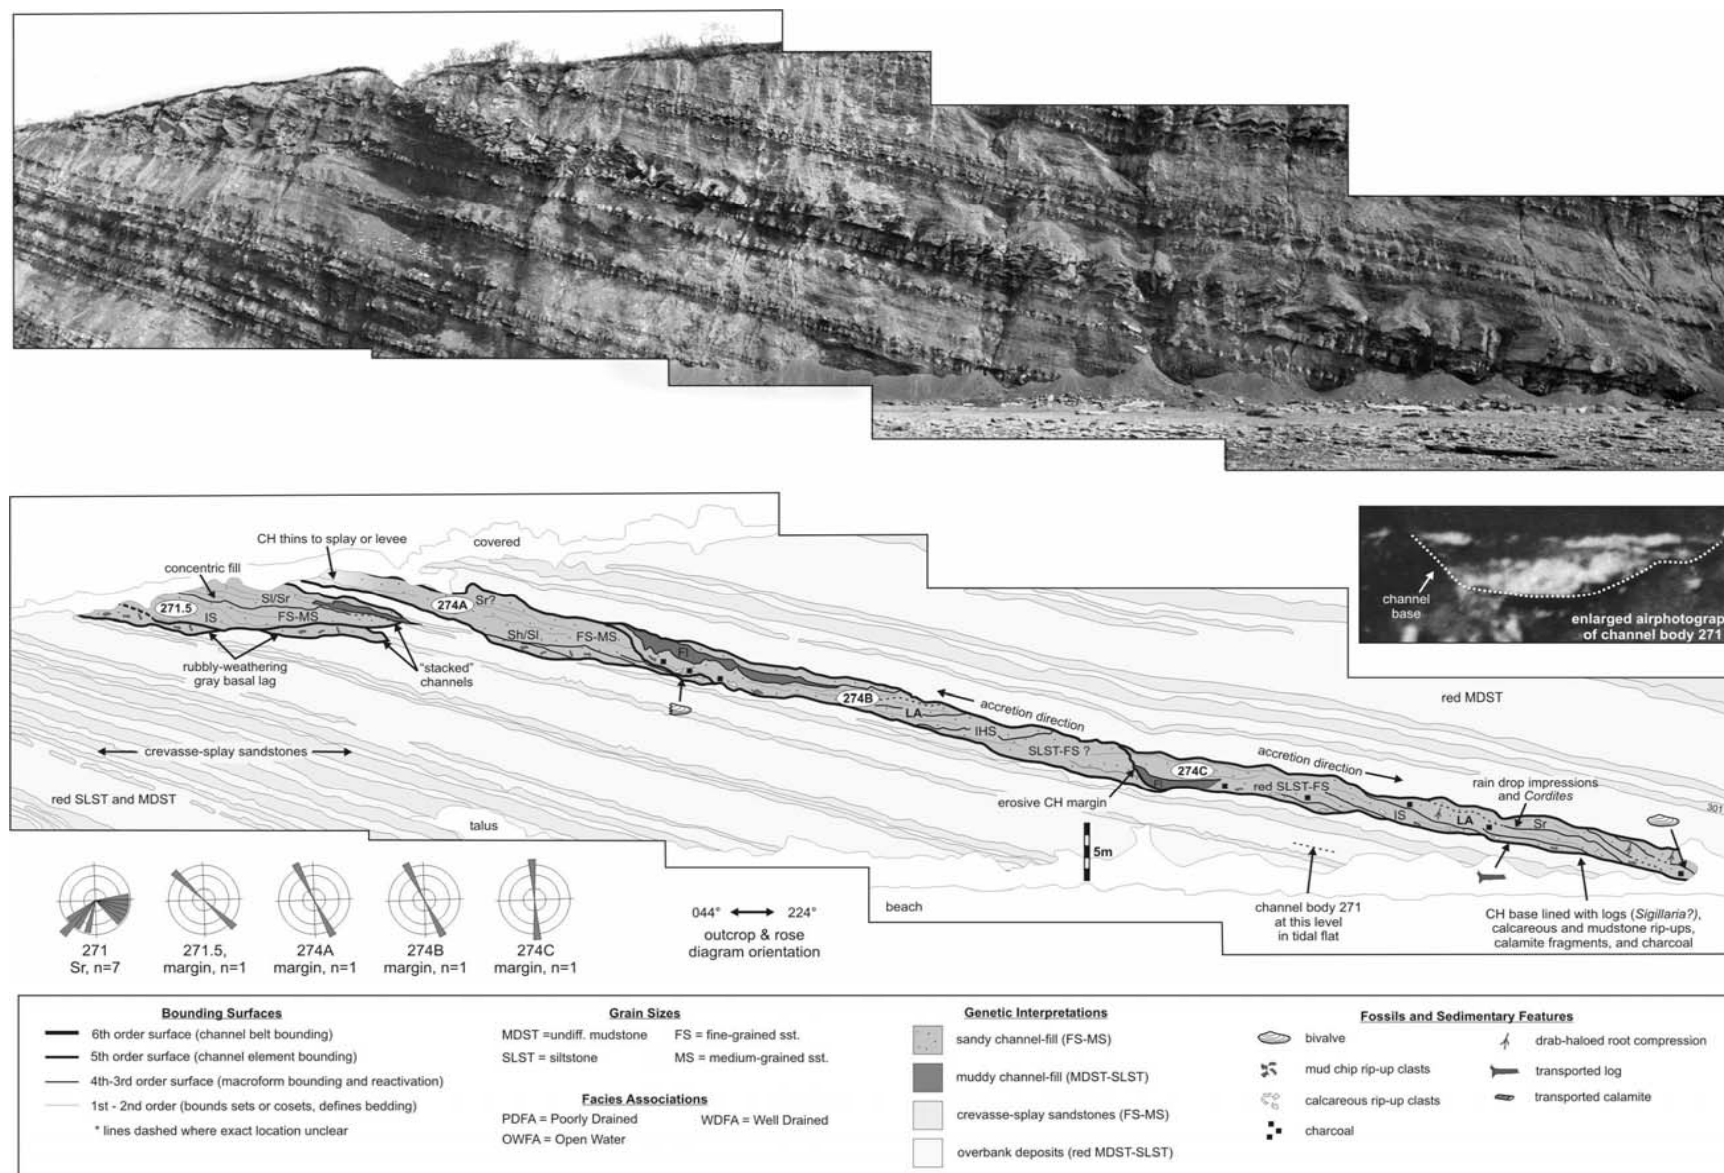 CH thins to splay or levee
covered
concentric fill
Sl/Sr
271.5
IS
FS-MS
274A
Sr?
Sh/Sl
FS-MS
Fl
rubbly-weathering
gray basal lag
"stacked"
channels
274B
LA
IHS
accretion direction
SLST-FS ?
crevasse-splay sandstones
red SLST and MDST
talus
erosive CH margin
Fl
274C
red SLST-FS
accretion direction
IS
LA
Sr
rain drop impressions
and Cordites
red MDST
301
channel
base
enlarged airphotograp
of channel body 271
5m
beach
channel body 271
at this level
in tidal flat
CH base lined with logs (Sigillaria?),
calcareous and mudstone rip-ups,
calamite fragments, and charcoal
271
Sr, n=7
271.5,
margin, n=1
274A
margin, n=1
274B
margin, n=1
274C
margin, n=1
044° 224°
outcrop & rose
diagram orientation
Bounding Surfaces
6th order surface (channel belt bounding)
5th order surface (channel element bounding)
4th-3rd order surface (macroform bounding and reactivation)
1st - 2nd order (bounds sets or cosets, defines bedding)
* lines dashed where exact location unclear
Grain Sizes
MDST =undiff. mudstone FS = fine-grained sst.
SLST = siltstone MS = medium-grained sst.
Facies Associations
PDFA = Poorly Drained WDFA = Well Drained
OWFA = Open Water
Genetic Interpretations
sandy channel-fill (FS-MS)
muddy channel-fill (MDST-SLST)
crevasse-splay sandstones (FS-MS)
overbank deposits (red MDST-SLST)
Fossils and Sedimentary Features
bivalve
mud chip rip-up clasts
calcareous rip-up clasts
charcoal
drab-haloed root compression
transported log
transported calamite